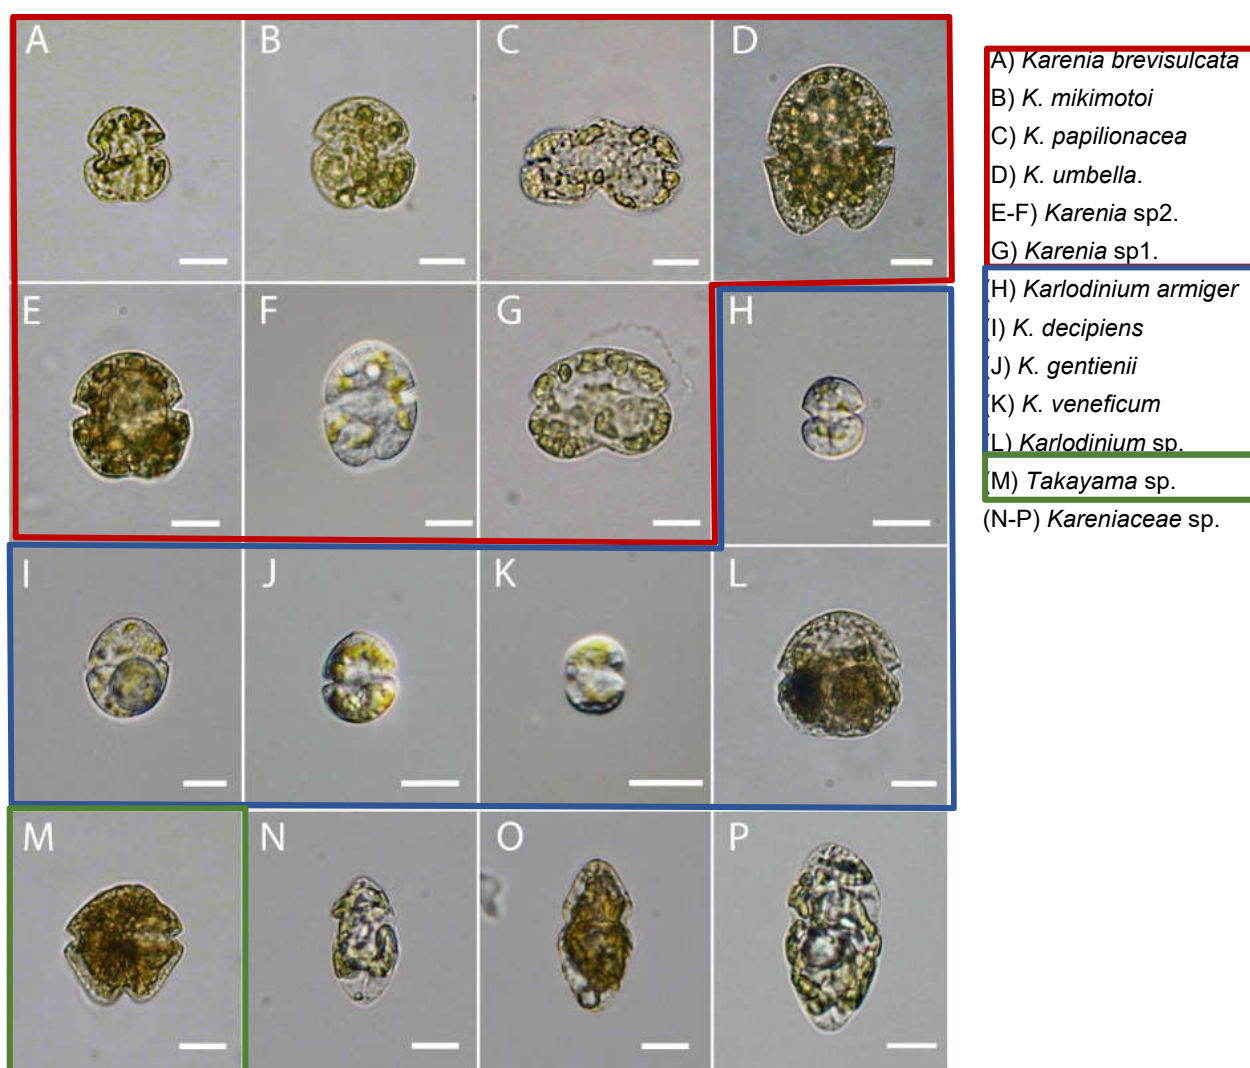 A B C D
E F G H
I J K L
M N O P
A) Karenia brevisulcata
B) K. mikimotoi
C) K. papilionacea
D) K. umbella.
E-F) Karenia sp2.
G) Karenia sp1.
(H) Karlodinium armiger
(I) K. decipiens
(J) K. gentienii
(K) K. veneficum
(L) Karlodinium sp.
(M) Takayama sp.
(N-P) Kareniaceae sp.